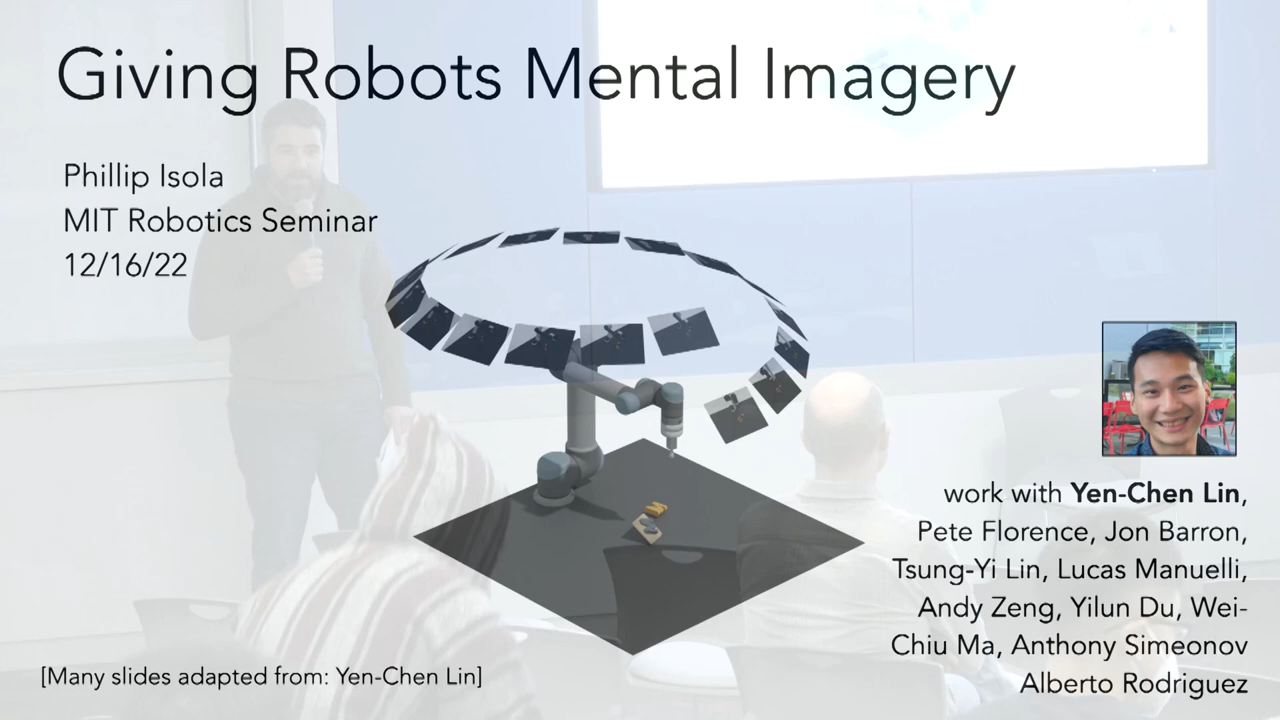 Giving Robots Mental Imagery
Phillip Isola
MIT Robotics Seminar
12/16/22
work with Yen-Chen Lin,
Pete Florence, Jon Barron,
Tsung-Yi Lin, Lucas Manuelli,
Andy Zeng, Yilun Du, Wei-
Chiu Ma, Anthony Simeonov
Alberto Rodriguez
[Many slides adapted from: Yen-Chen Lin]